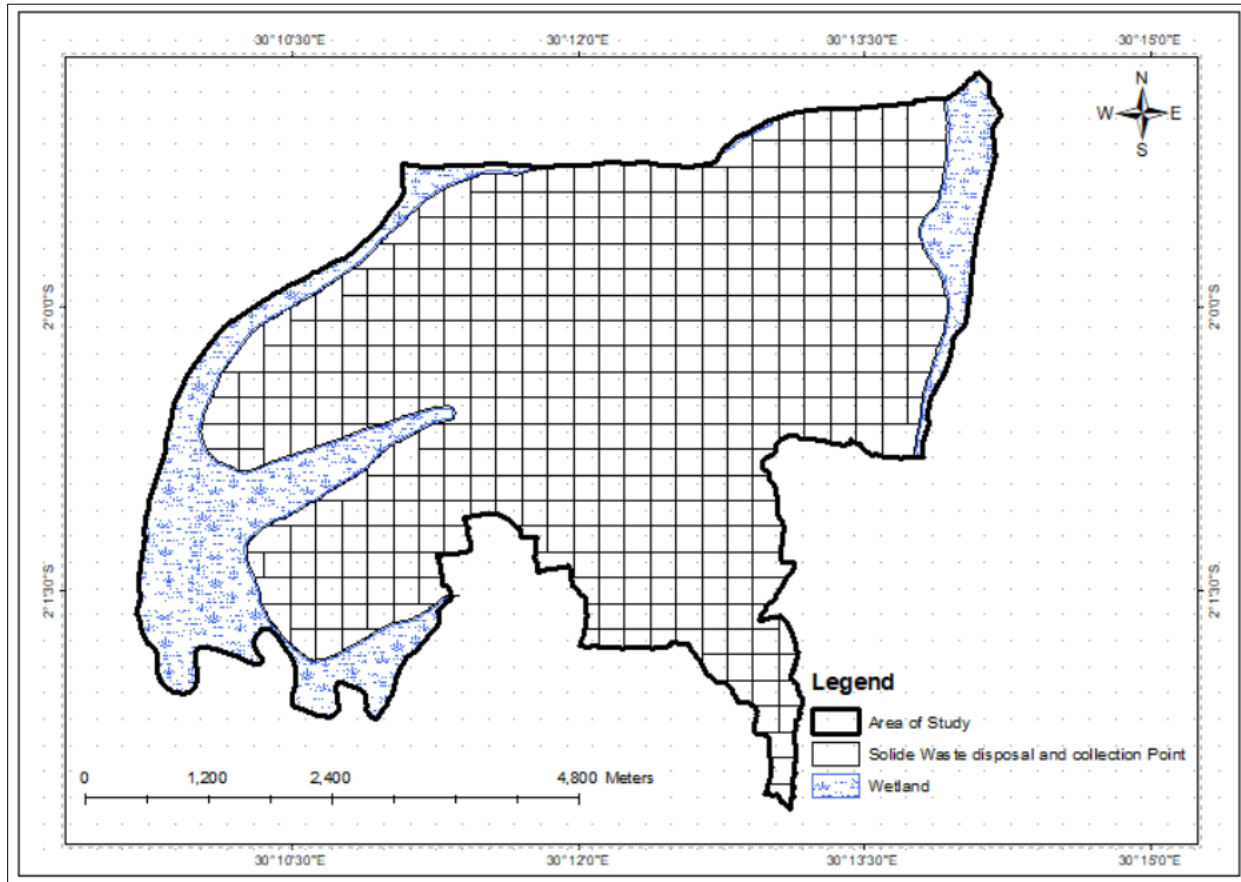 30°10'30"E 30°12'0"E 30°13'30"E 30°15'0"E
N
W E
S
2°0'0"S 2°0'0"S
2°1'30"S 2°1'30"S
Legend
Area of Study
Solide Waste disposal and collection Point
Wetland
0 1,200 2,400 4,800 Meters
30°10'30"E 30°12'0"E 30°13'30"E 30°15'0"E